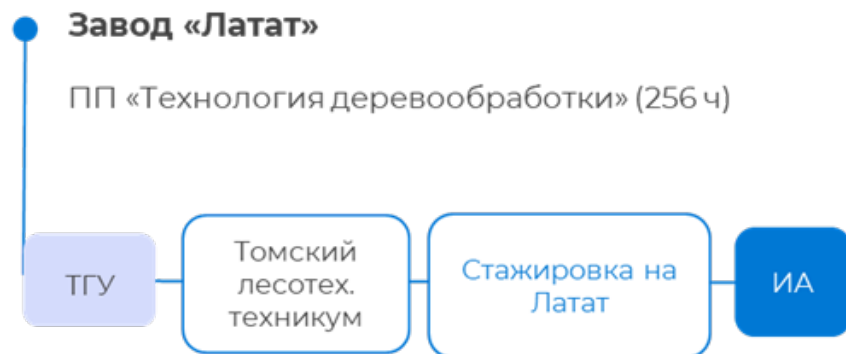 Завод «Латат»
ПП «Технология деревообработки» (256 ч)
ТГУ
Томский
лесотех.
техникум
Стажировка на
Латат
ИА